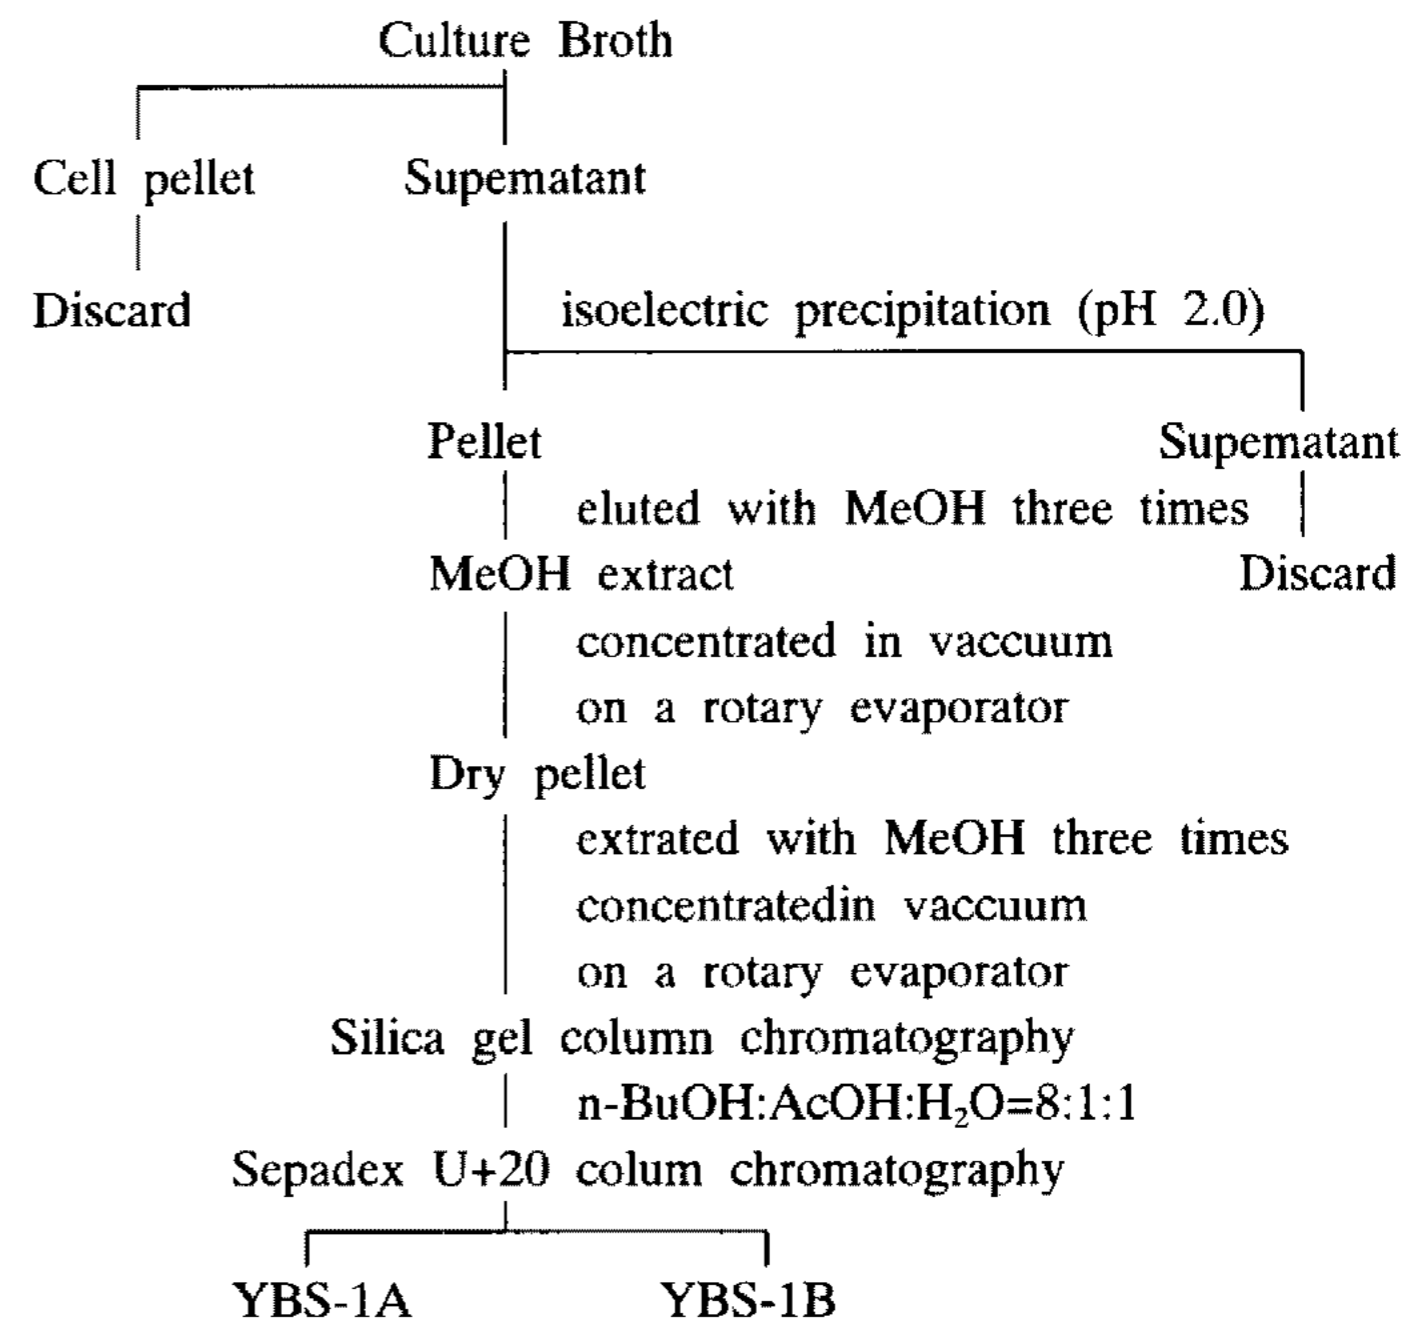 Culture Broth
Cell pellet Supematant
Discard isoelectric precipitation (pH 2.0)
Pellet Supematant
eluted with MeOH three times
MeOH extract Discard
concentrated in vaccuum
on a rotary evaporator
Dry pellet
extrated with MeOH three times
concentratedin vaccuum
on a rotary evaporator
Silica gel column chromatography
n-BuOH:AcOH:H₂O=8:1:1
Sepadex U+20 colum chromatography
YBS-1A YBS-1B